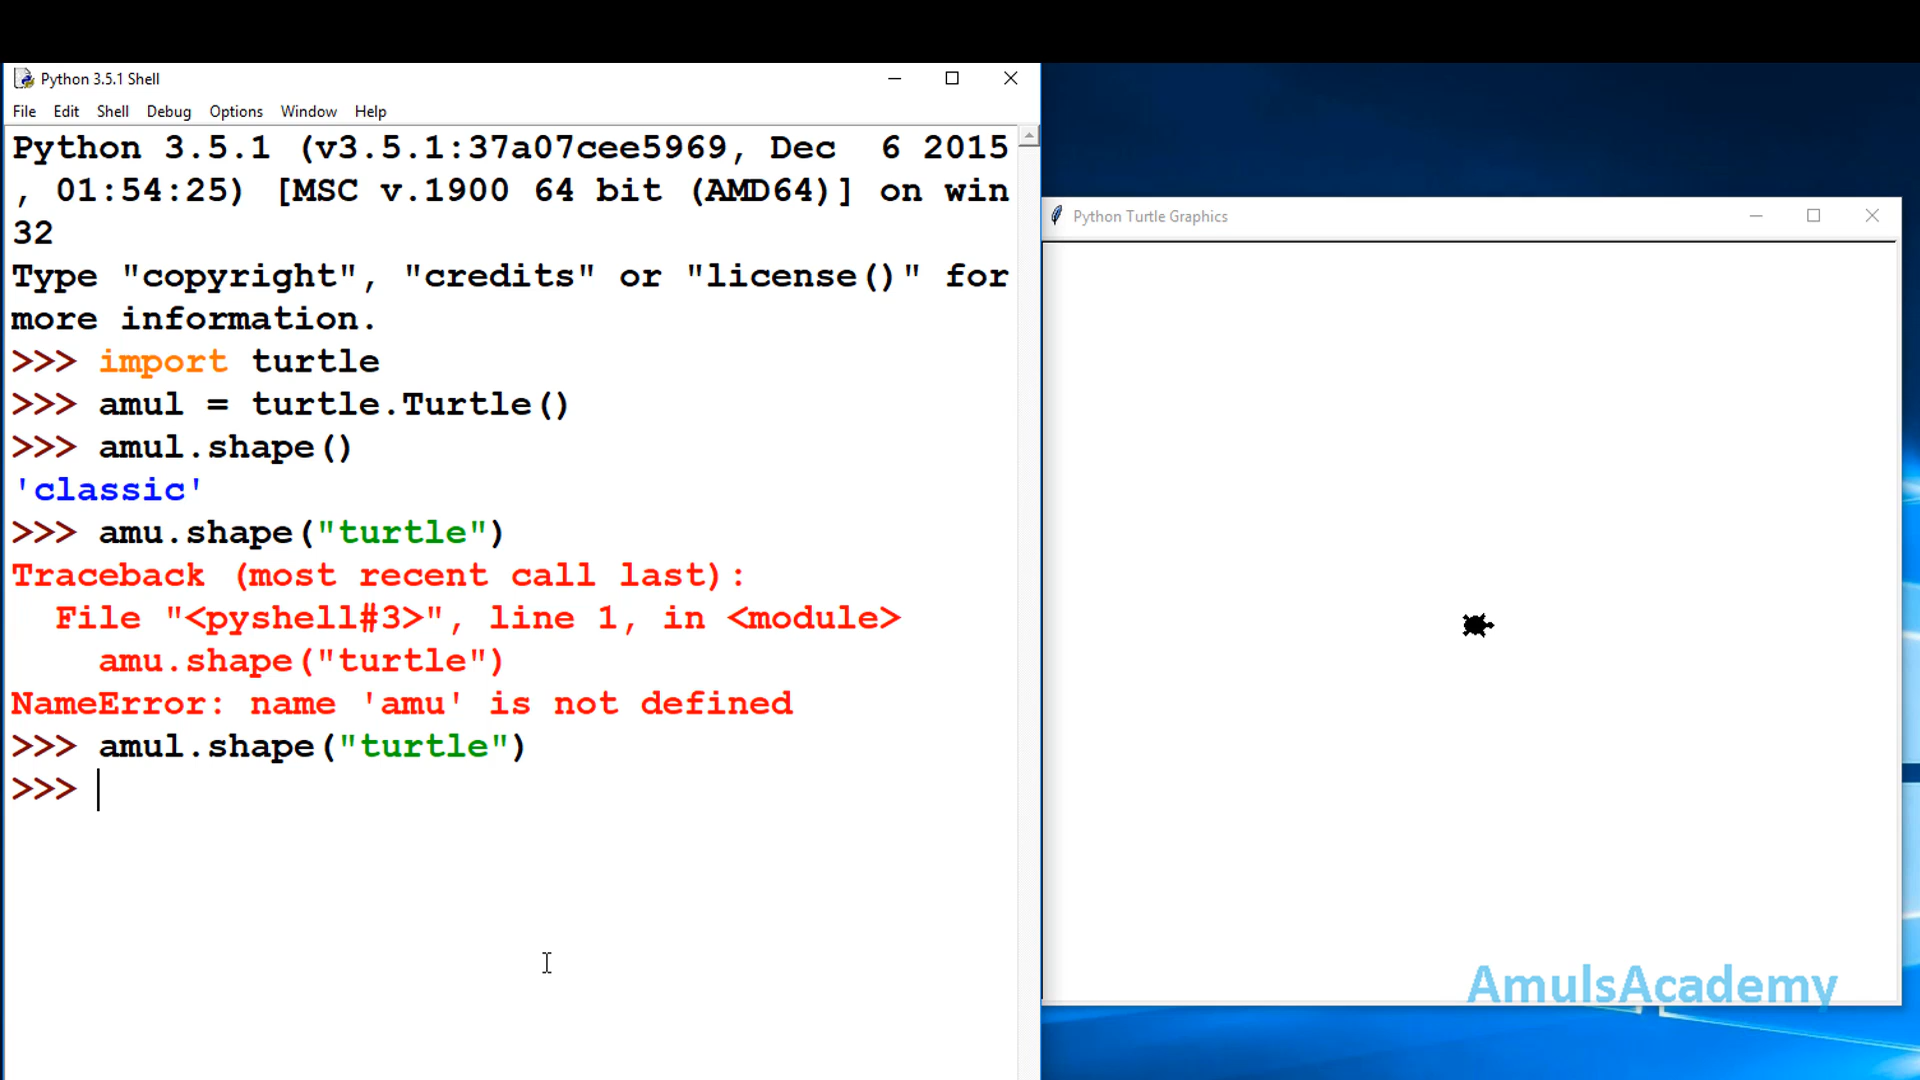 Python 3.5.1 Shell
File Edit Shell Debug Options Window Help
Python 3.5.1 (v3.5.1:37a07cee5969, Dec  6 2015
, 01:54:25) [MSC v.1900 64 bit (AMD64)] on win
32
Type "copyright", "credits" or "license()" for
more information.
>>> import turtle
>>> amul = turtle.Turtle()
>>> amul.shape()
'classic'
>>> amu.shape("turtle")
Traceback (most recent call last):
  File "<pyshell#3>", line 1, in <module>
    amu.shape("turtle")
NameError: name 'amu' is not defined
>>> amul.shape("turtle")
>>>
Python Turtle Graphics
AmulsAcademy